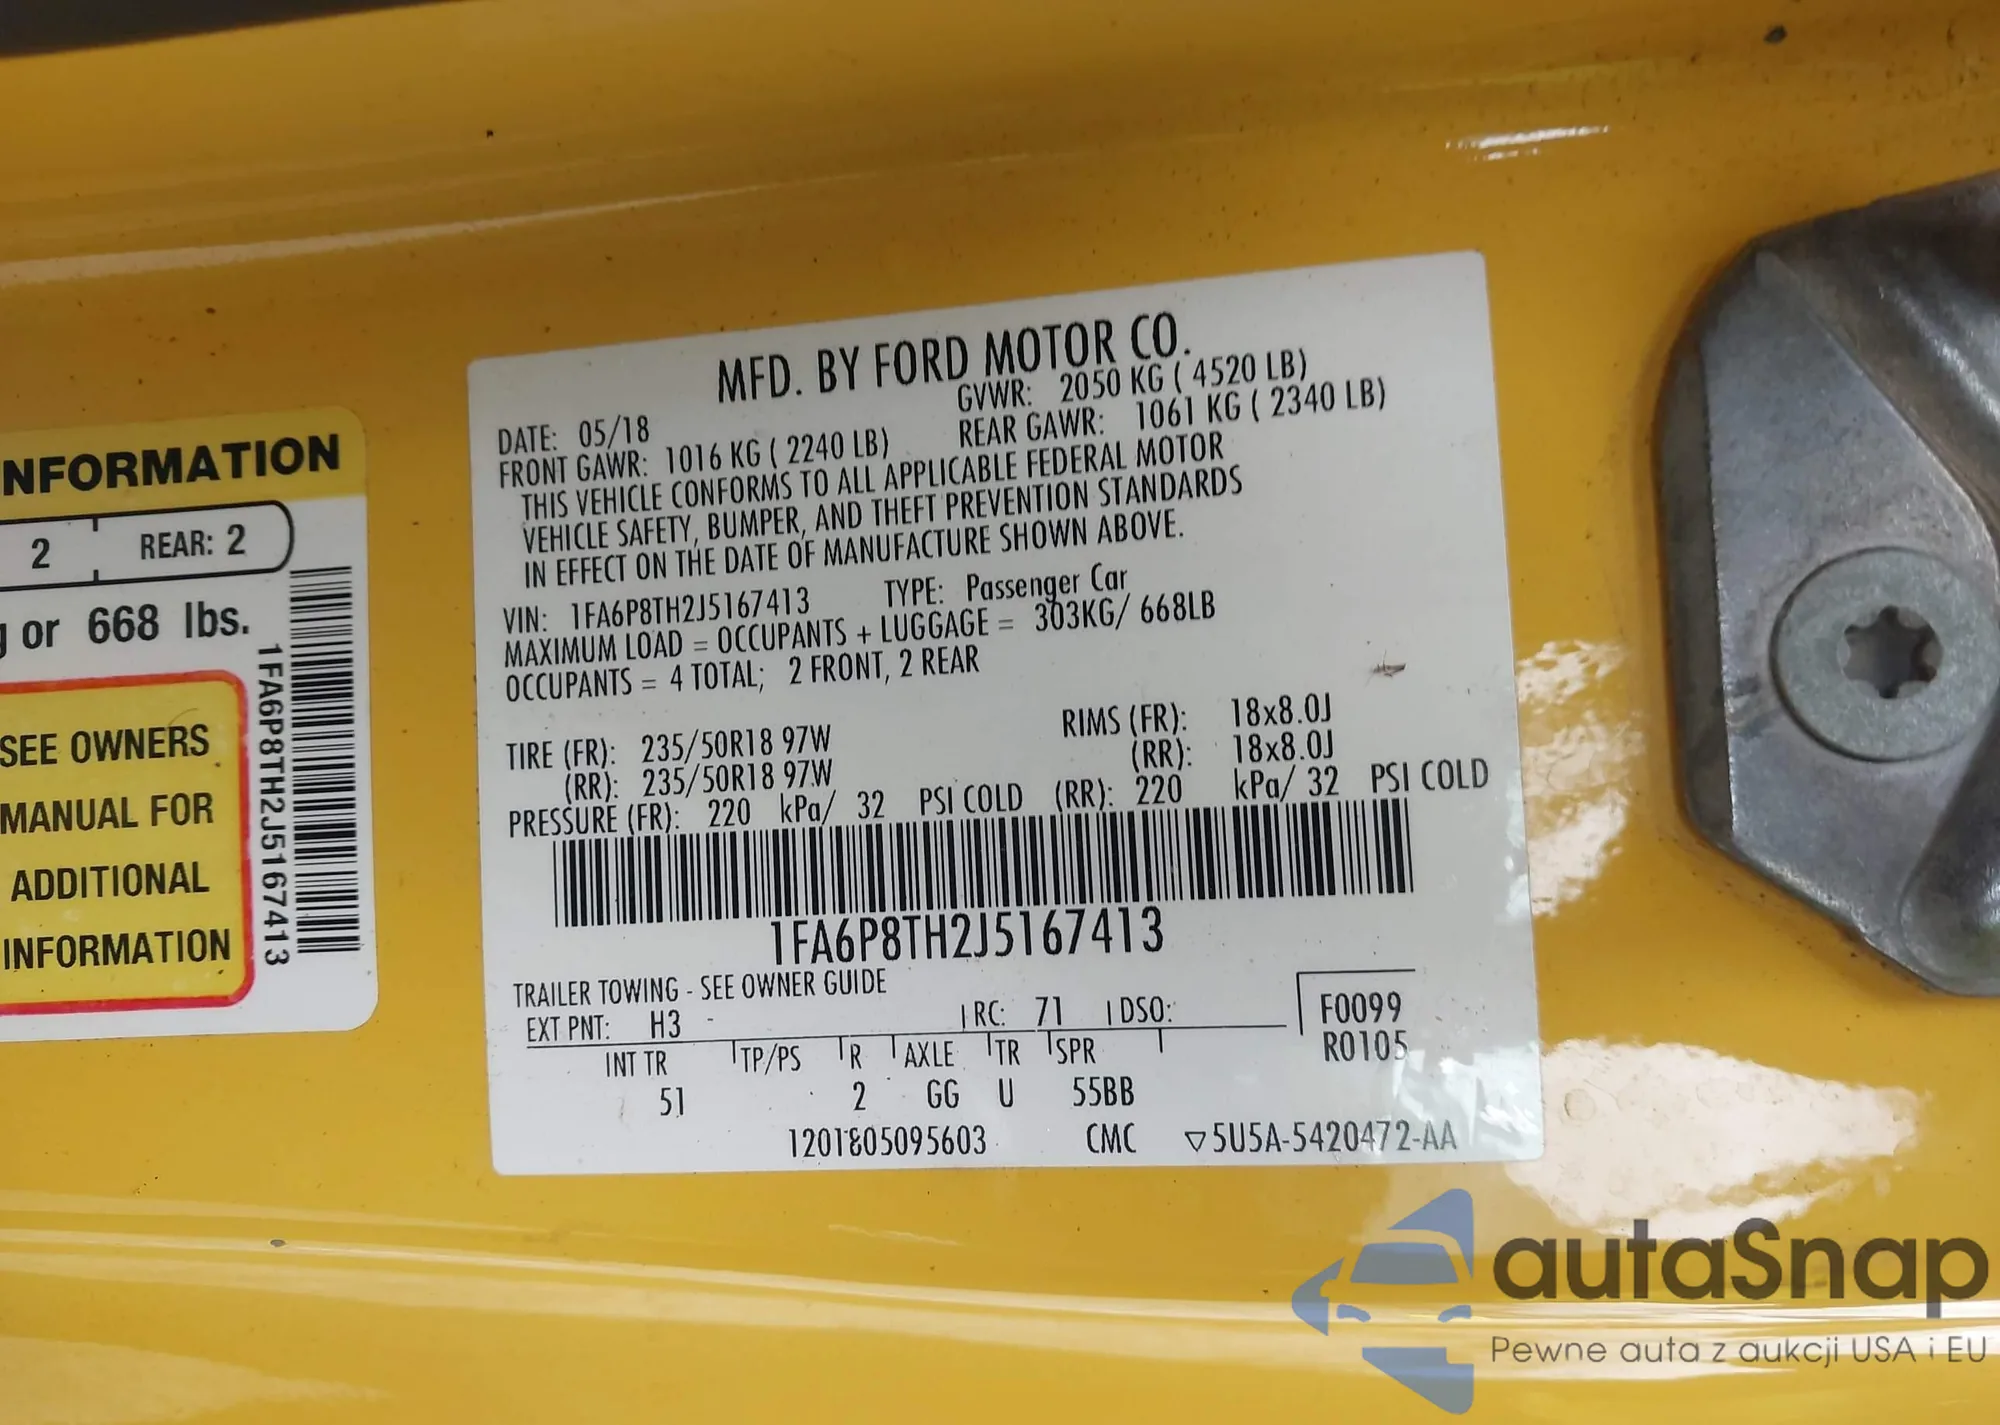 NFORMATION
2 REAR: 2
or 668 lbs.
SEE OWNERS
MANUAL FOR
ADDITIONAL
INFORMATION
1FA6P8TH2J5167413
MFD. BY FORD MOTOR CO.
DATE: 05/18 GVWR: 2050 KG ( 4520 LB)
FRONT GAWR: 1016 KG ( 2240 LB) REAR GAWR: 1061 KG ( 2340 LB)
THIS VEHICLE CONFORMS TO ALL APPLICABLE FEDERAL MOTOR
VEHICLE SAFETY, BUMPER, AND THEFT PREVENTION STANDARDS
IN EFFECT ON THE DATE OF MANUFACTURE SHOWN ABOVE.
VIN: 1FA6P8TH2J5167413 TYPE: Passenger Car
MAXIMUM LOAD = OCCUPANTS + LUGGAGE = 303KG/ 668LB
OCCUPANTS = 4 TOTAL; 2 FRONT, 2 REAR
TIRE (FR): 235/50R18 97W RIMS (FR): 18x8.0J
(RR): 235/50R18 97W (RR): 18x8.0J
PRESSURE (FR): 220 kPa/ 32 PSI COLD (RR): 220 kPa/ 32 PSI COLD
1FA6P8TH2J5167413
TRAILER TOWING - SEE OWNER GUIDE
EXT PNT: H3 RC: 71 DSO: F0099
INT TR TP/PS R AXLE TR SPR R0105
51 2 GG U 55BB
1201805095603 CMC ▽5U5A-5420472-AA
autaSnap
Pewne auta z aukcji USA i EU